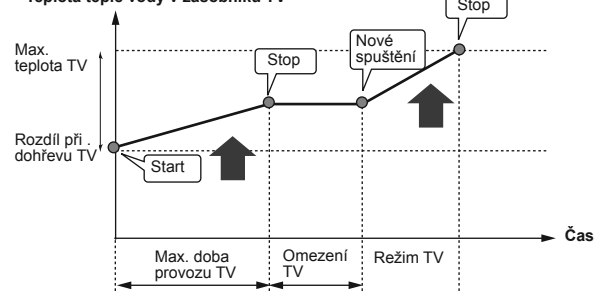 Teplota teplé vody v zásobníku TV
Stop
Max.
teplota TV
Nové
spuštění
Stop
Rozdíl při .
dohřevu TV
Start
Čas
Max. doba
provozu TV
Omezení
TV
Režim TV